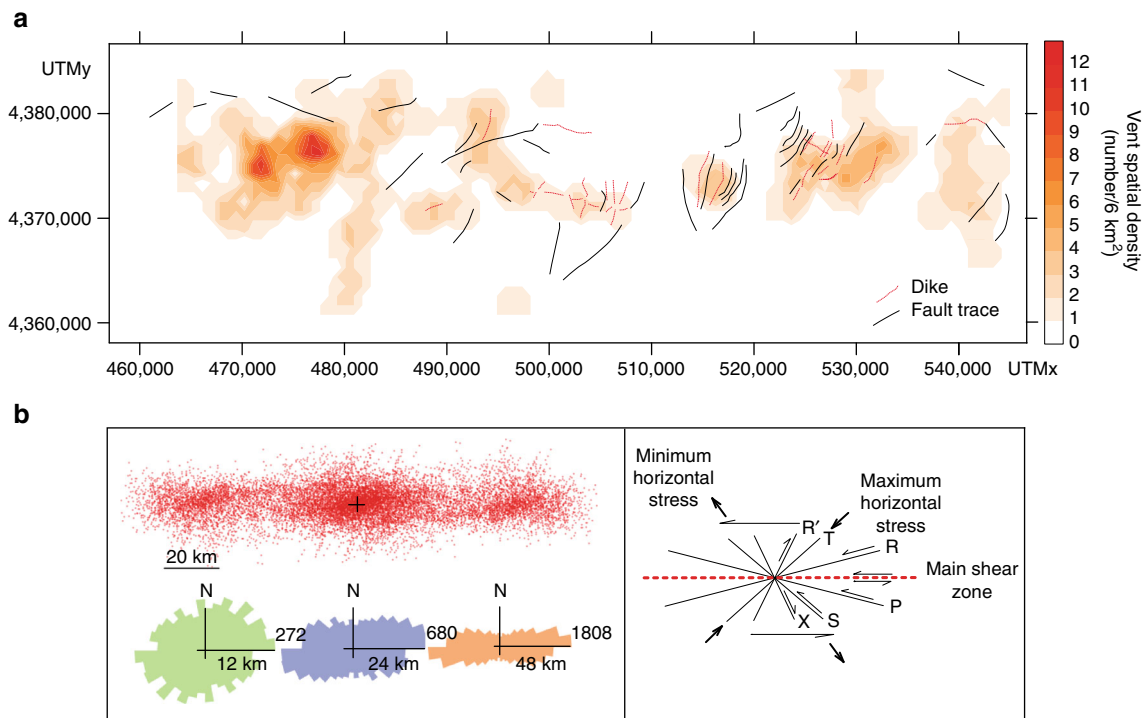 a
UTMy
4,380,000
4,370,000
4,360,000
460,000 470,000 480,000 490,000 500,000 510,000 520,000 530,000 540,000 UTMx
Dike
Fault trace
12
11
10
9
8
7
6
5
4
3
2
1
0
Vent spatial density
(number/6 km²)
b
20 km
N
272
12 km
N
680
24 km
N
1808
48 km
Minimum
horizontal
stress
Maximum
horizontal
stress
R′
T
R
Main shear
zone
P
S
X